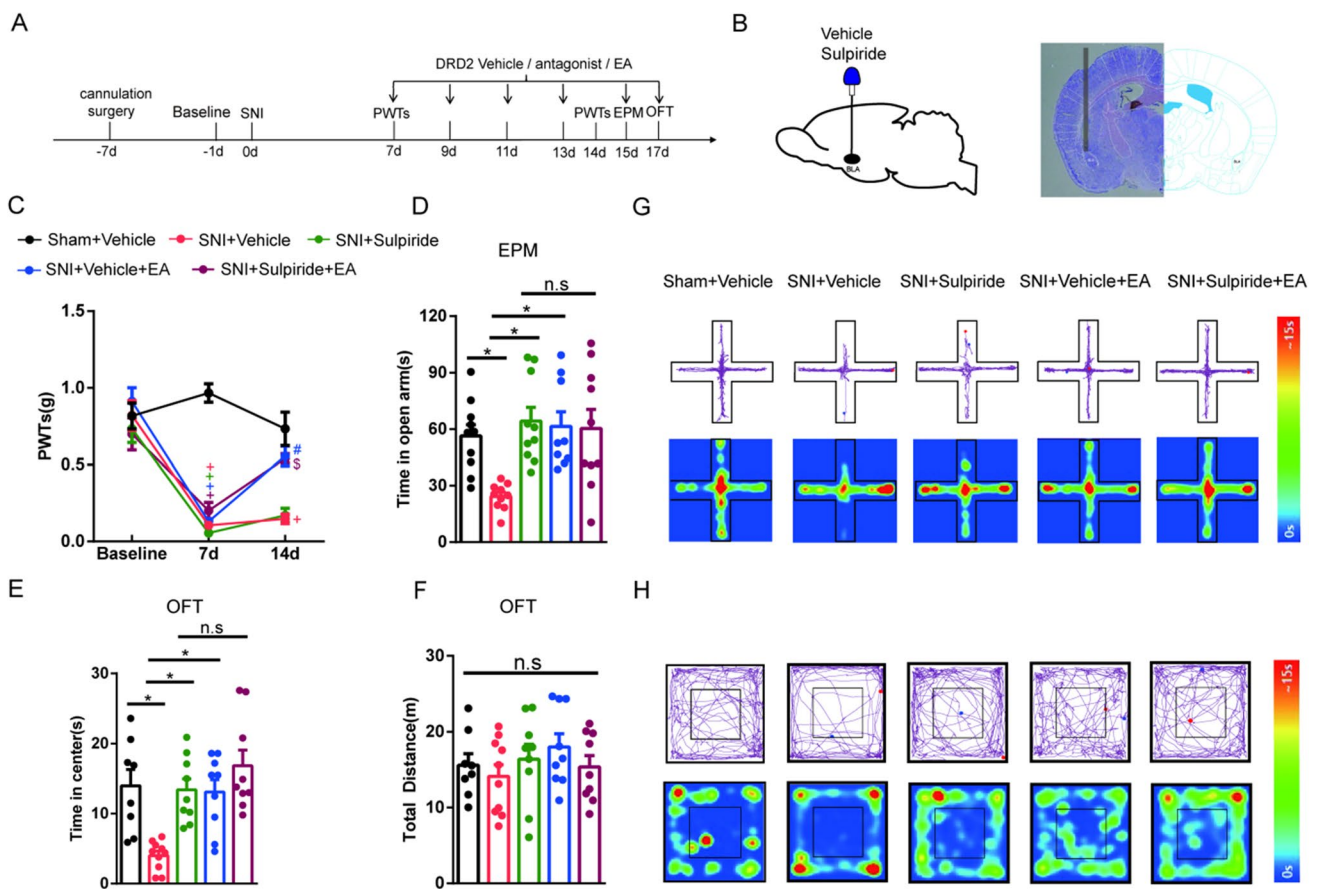 A
cannulation
surgery
Baseline
SNI
DRD2 Vehicle / antagonist / EA
PWTs
PWTs
EPM
OFT
-7d
-1d
0d
7d
9d
11d
13d
14d
15d
17d
B
Vehicle
Sulpiride
BLA
C
Sham+Vehicle
SNI+Vehicle
SNI+Sulpiride
SNI+Vehicle+EA
SNI+Sulpiride+EA
PWTs(g)
1.5
1.0
0.5
0.0
+
+
+
+
#
$
+
Baseline
7d
14d
D
EPM
n.s
*
*
*
Time in open arm(s)
120
90
60
30
0
G
Sham+Vehicle
SNI+Vehicle
SNI+Sulpiride
SNI+Vehicle+EA
SNI+Sulpiride+EA
~15s
0s
E
OFT
n.s
*
*
*
Time in center(s)
30
20
10
0
F
OFT
n.s
Total Distance(m)
30
20
10
0
H
~15s
0s